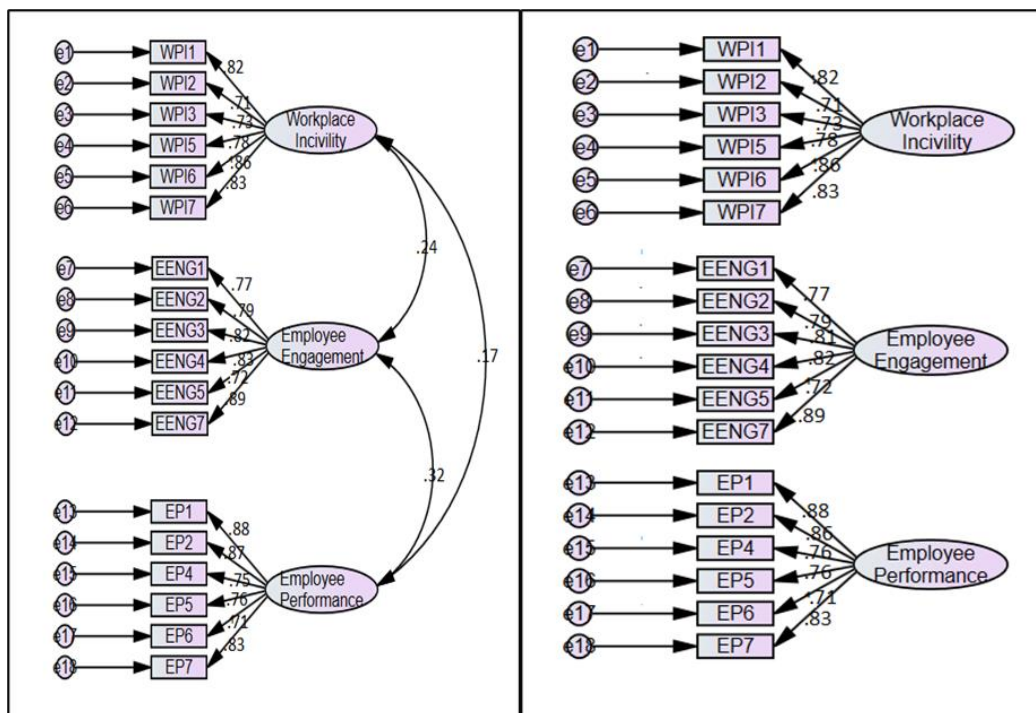 e1
WPI1
.82
e2
WPI2
.71
e3
WPI3
.73
Workplace
Incivility
e4
WPI5
.78
e5
WPI6
.86
e6
WPI7
.83
.24
e7
EENG1
.77
e8
EENG2
.79
e9
EENG3
.82
Employee
Engagement
e10
EENG4
.83
e11
EENG5
.72
e12
EENG7
.89
.17
.32
e13
EP1
.88
e14
EP2
.87
e15
EP4
.75
Employee
Performance
e16
EP5
.76
e17
EP6
.71
e18
EP7
.83
e1
WPI1
.82
e2
WPI2
.71
e3
WPI3
.73
Workplace
Incivility
e4
WPI5
.78
e5
WPI6
.86
e6
WPI7
.83
e7
EENG1
.77
e8
EENG2
.79
e9
EENG3
.81
Employee
Engagement
e10
EENG4
.82
e11
EENG5
.72
e12
EENG7
.89
e13
EP1
.88
e14
EP2
.86
e15
EP4
.76
Employee
Performance
e16
EP5
.76
e17
EP6
.71
e18
EP7
.83